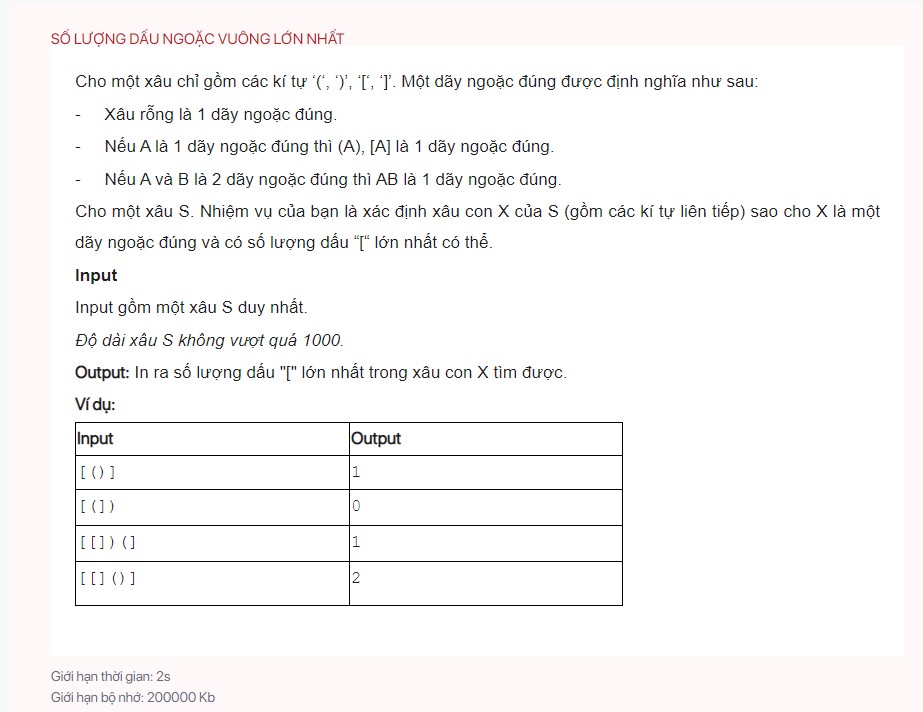 SỐ LƯỢNG DẤU NGOẶC VUÔNG LỚN NHẤT
Cho một xâu chỉ gồm các kí tự ‘(‘, ‘)’, ‘[‘, ‘]’. Một dãy ngoặc đúng được định nghĩa như sau:
- Xâu rỗng là 1 dãy ngoặc đúng.
- Nếu A là 1 dãy ngoặc đúng thì (A), [A] là 1 dãy ngoặc đúng.
- Nếu A và B là 2 dãy ngoặc đúng thì AB là 1 dãy ngoặc đúng.
Cho một xâu S. Nhiệm vụ của bạn là xác định xâu con X của S (gồm các kí tự liên tiếp) sao cho X là một
dãy ngoặc đúng và có số lượng dấu “[“ lớn nhất có thể.
Input
Input gồm một xâu S duy nhất.
Độ dài xâu S không vượt quá 1000.
Output: In ra số lượng dấu "[" lớn nhất trong xâu con X tìm được.
Ví dụ:
Input Output
[()] 1
[(]) 0
[[])(] 1
[[]()] 2
Giới hạn thời gian: 2s
Giới hạn bộ nhớ: 200000 Kb